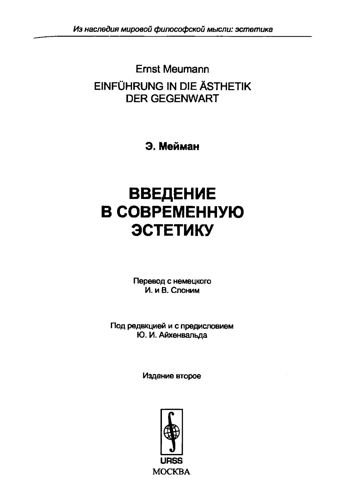 Из наследия мировой философской мысли: эстетика
Ernst Meumann
EINFÜHRUNG IN DIE ÄSTHETIK
DER GEGENWART
Э. Мейман
ВВЕДЕНИЕ
В СОВРЕМЕННУЮ
ЭСТЕТИКУ
Перевод с немецкого
И. и В. Слоним
Под редакцией и с предисловием
Ю. И. Айхенвальда
Издание второе
URSS
МОСКВА